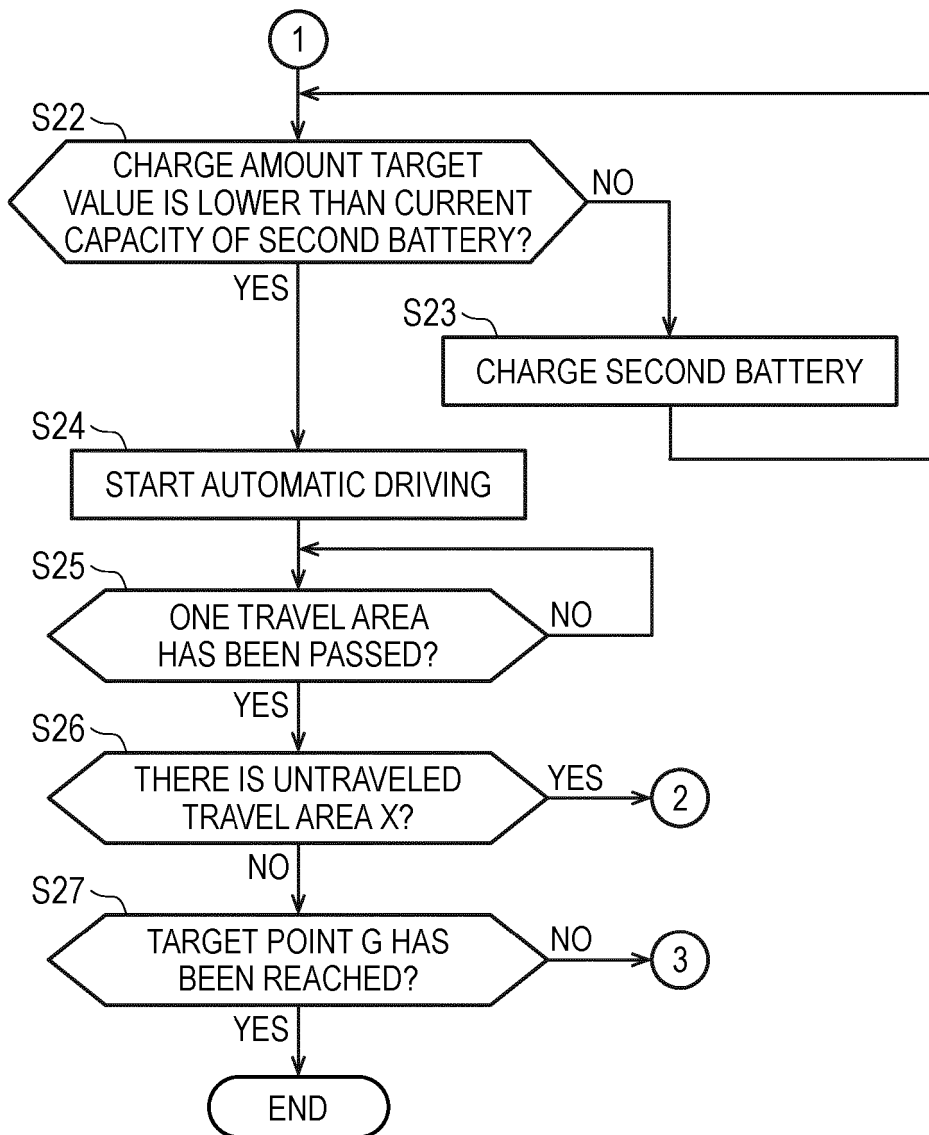 1
S22
CHARGE AMOUNT TARGET
VALUE IS LOWER THAN CURRENT
CAPACITY OF SECOND BATTERY?
NO
YES
S23
CHARGE SECOND BATTERY
S24
START AUTOMATIC DRIVING
S25
ONE TRAVEL AREA
HAS BEEN PASSED?
NO
YES
S26
THERE IS UNTRAVELED
TRAVEL AREA X?
YES
2
NO
S27
TARGET POINT G HAS
BEEN REACHED?
NO
3
YES
END